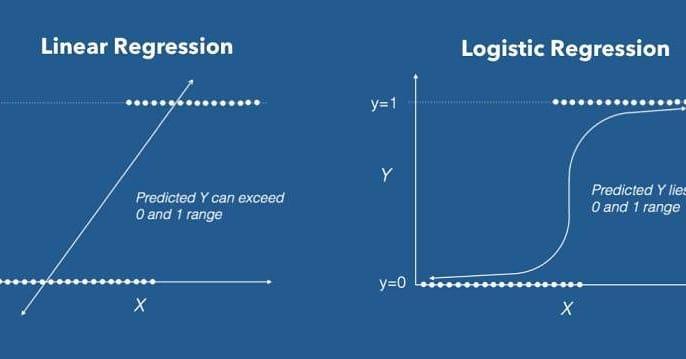 Linear Regression
Predicted Y can exceed
0 and 1 range
X
Logistic Regression
y=1
Y
Predicted Y lies
0 and 1 range
y=0
X